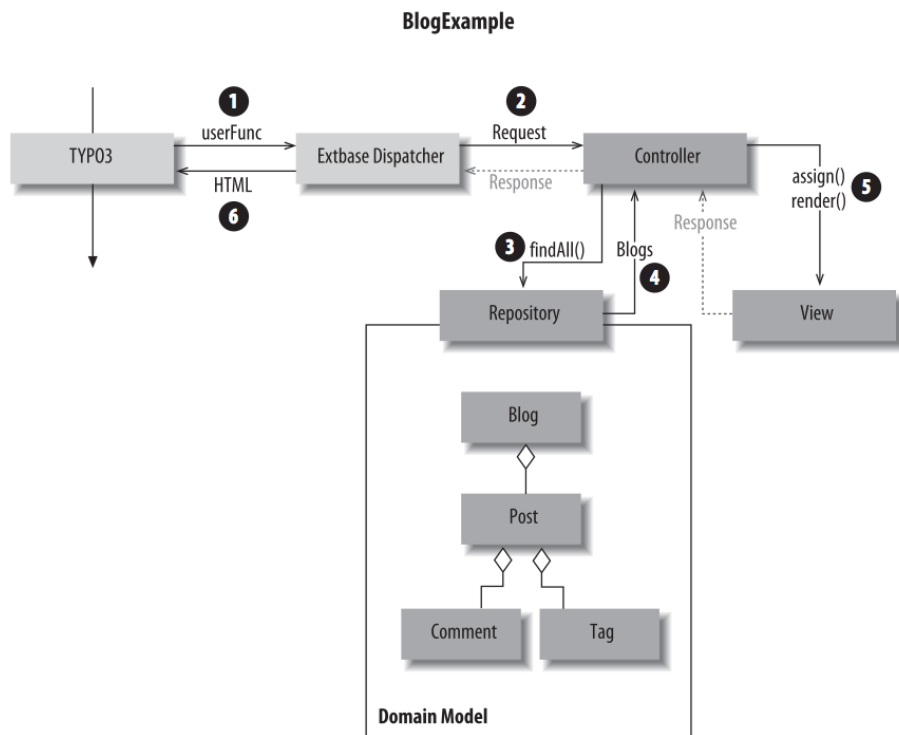 BlogExample
1
userFunc
2
Request
TYPO3
Extbase Dispatcher
Controller
HTML
6
Response
assign()
render()
5
3
findAll()
Blogs
4
Response
Repository
View
Blog
Post
Comment
Tag
Domain Model